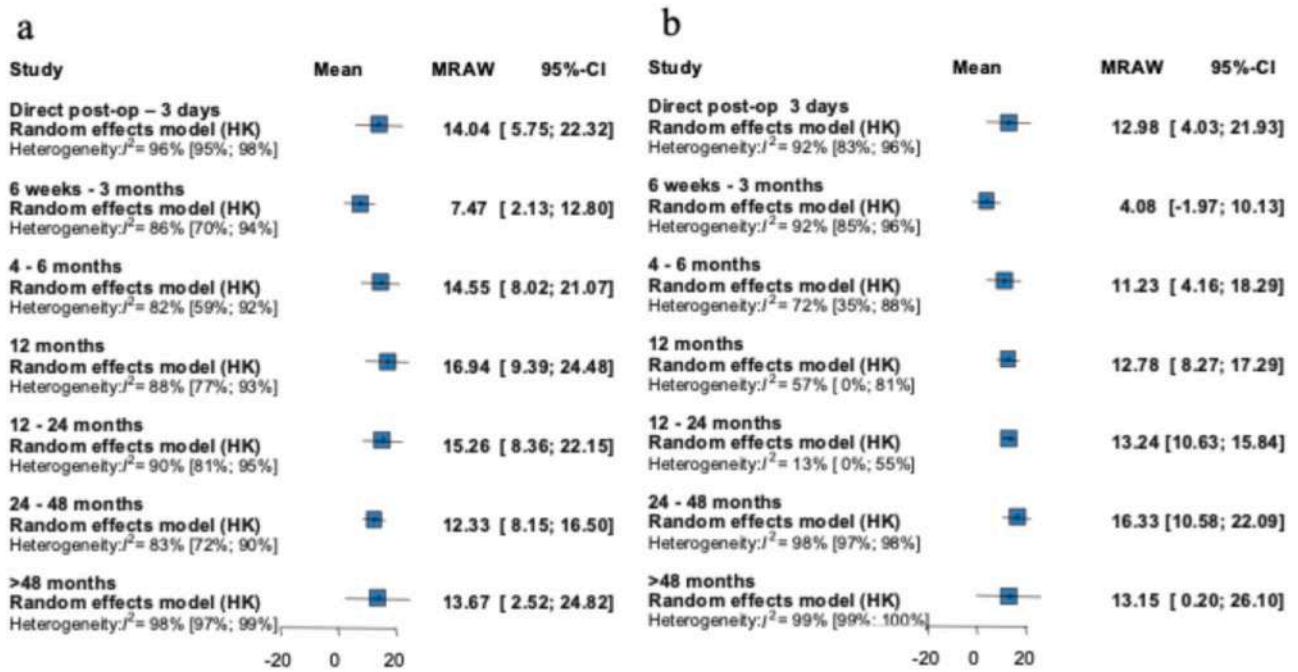 a
Study Mean MRAW 95%-CI
Direct post-op – 3 days
Random effects model (HK) 14.04 [ 5.75; 22.32]
Heterogeneity:I² = 96% [95%; 98%]
6 weeks - 3 months
Random effects model (HK) 7.47 [ 2.13; 12.80]
Heterogeneity:I² = 86% [70%; 94%]
4 - 6 months
Random effects model (HK) 14.55 [ 8.02; 21.07]
Heterogeneity:I² = 82% [59%; 92%]
12 months
Random effects model (HK) 16.94 [ 9.39; 24.48]
Heterogeneity:I² = 88% [77%; 93%]
12 - 24 months
Random effects model (HK) 15.26 [ 8.36; 22.15]
Heterogeneity:I² = 90% [81%; 95%]
24 - 48 months
Random effects model (HK) 12.33 [ 8.15; 16.50]
Heterogeneity:I² = 83% [72%; 90%]
>48 months
Random effects model (HK) 13.67 [ 2.52; 24.82]
Heterogeneity:I² = 98% [97%; 99%]
-20 0 20
b
Study Mean MRAW 95%-CI
Direct post-op 3 days
Random effects model (HK) 12.98 [ 4.03; 21.93]
Heterogeneity:I² = 92% [83%; 96%]
6 weeks - 3 months
Random effects model (HK) 4.08 [-1.97; 10.13]
Heterogeneity:I² = 92% [85%; 96%]
4 - 6 months
Random effects model (HK) 11.23 [ 4.16; 18.29]
Heterogeneity:I² = 72% [35%; 88%]
12 months
Random effects model (HK) 12.78 [ 8.27; 17.29]
Heterogeneity:I² = 57% [ 0%; 81%]
12 - 24 months
Random effects model (HK) 13.24 [10.63; 15.84]
Heterogeneity:I² = 13% [ 0%; 55%]
24 - 48 months
Random effects model (HK) 16.33 [10.58; 22.09]
Heterogeneity:I² = 98% [97%; 98%]
>48 months
Random effects model (HK) 13.15 [ 0.20; 26.10]
Heterogeneity:I² = 99% [99%; 100%]
-20 0 20